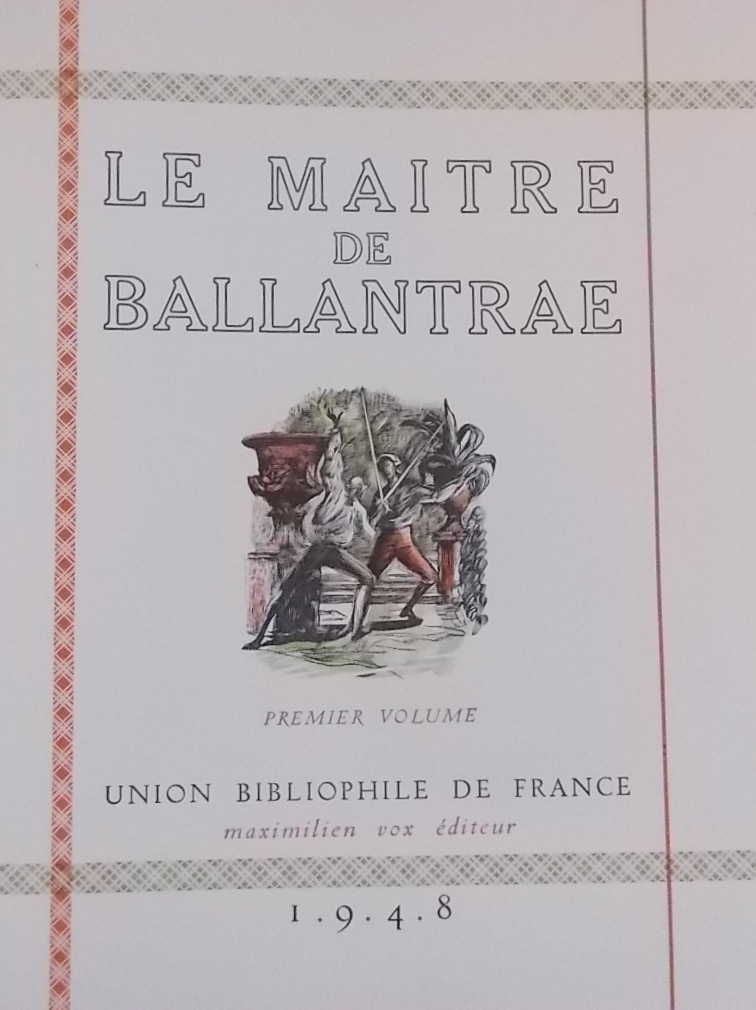 LE MAITRE
DE
BALLANTRAE
PREMIER VOLUME
UNION BIBLIOPHILE DE FRANCE
maximilien vox éditeur
1.9.4.8